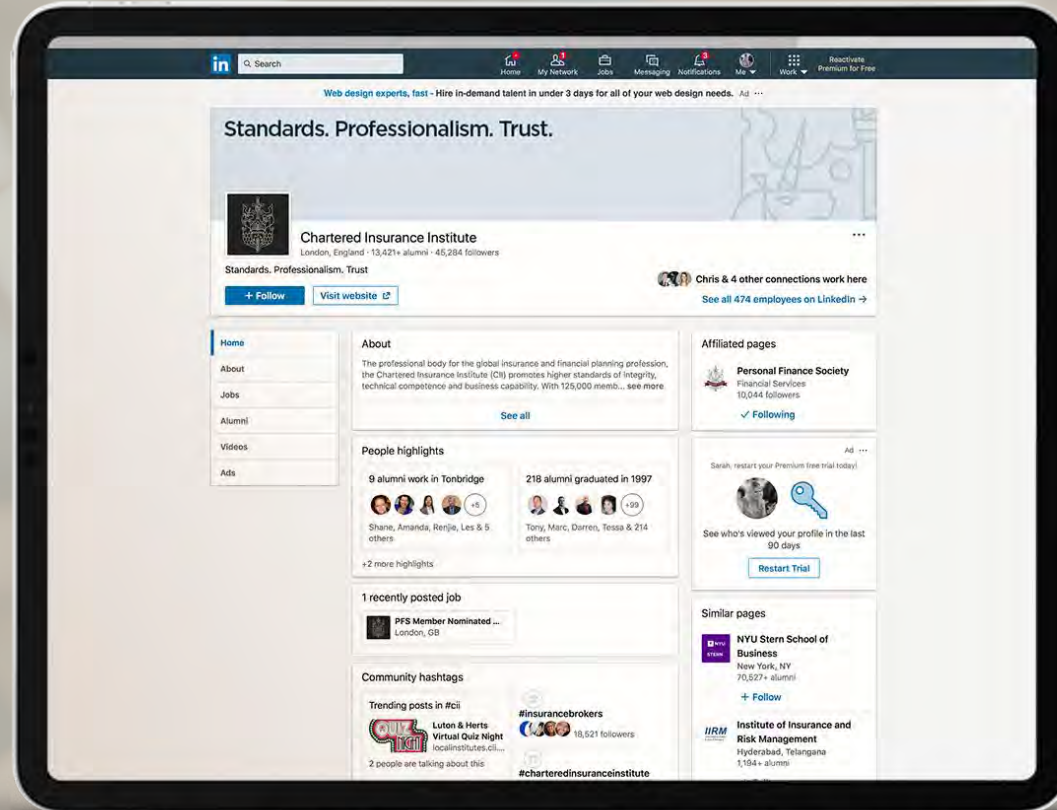 in
Search
Home
My Network
Jobs
Messaging
Notifications
Me
Work
Reactivate
Premium for Free
Web design experts, fast - Hire in-demand talent in under 3 days for all of your web design needs. Ad ...
Standards. Professionalism. Trust.
Chartered Insurance Institute
London, England · 13,421+ alumni · 45,284 followers
Standards. Professionalism. Trust
+ Follow
Visit website
Chris & 4 other connections work here
See all 474 employees on LinkedIn →
Home
About
Jobs
Alumni
Videos
Ads
About
The professional body for the global insurance and financial planning profession,
the Chartered Insurance Institute (CII) promotes higher standards of integrity,
technical competence and business capability. With 125,000 memb... see more
See all
People highlights
9 alumni work in Tonbridge
+5
Shane, Amanda, Renjie, Les & 5
others
218 alumni graduated in 1997
+99
Tony, Marc, Darren, Tessa & 214
others
+2 more highlights
1 recently posted job
PFS Member Nominated ...
London, GB
Community hashtags
Trending posts in #cii
QUIZ
NIGHT
Luton & Herts
Virtual Quiz Night
localinstitutes.cii....
2 people are talking about this
#insurancebrokers
18,521 followers
#charteredinsuranceinstitute
Affiliated pages
Personal Finance Society
Financial Services
10,044 followers
✓ Following
Ad ...
Sarah, restart your Premium free trial today!
See who's viewed your profile in the last
90 days
Restart Trial
Similar pages
NYU
STERN
NYU Stern School of
Business
New York, NY
70,527+ alumni
+ Follow
IIRM
Institute of Insurance and
Risk Management
Hyderabad, Telangana
1,194+ alumni